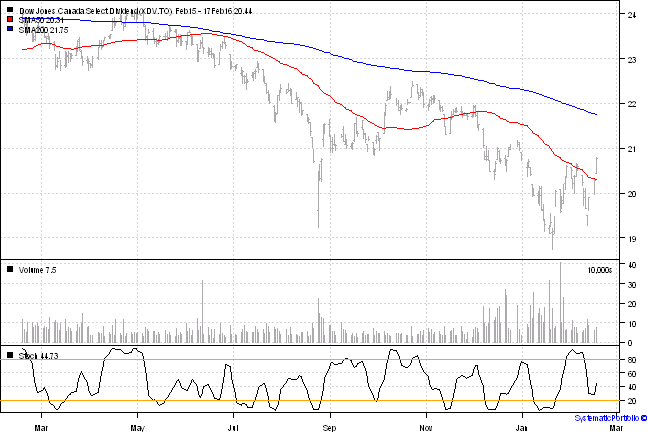 Dow Jones Canada Select Dividend (XDV.TO) Feb15 - 17Feb16 20.44
SMA50 20.31
SMA200 21.75
24
23
22
21
20
19
Volume 7.5
10,000s
40
30
20
10
0
Stoch 44.73
80
60
40
20
Mar May Jul Sep Nov Jan Mar
SystematicPortfolio ©